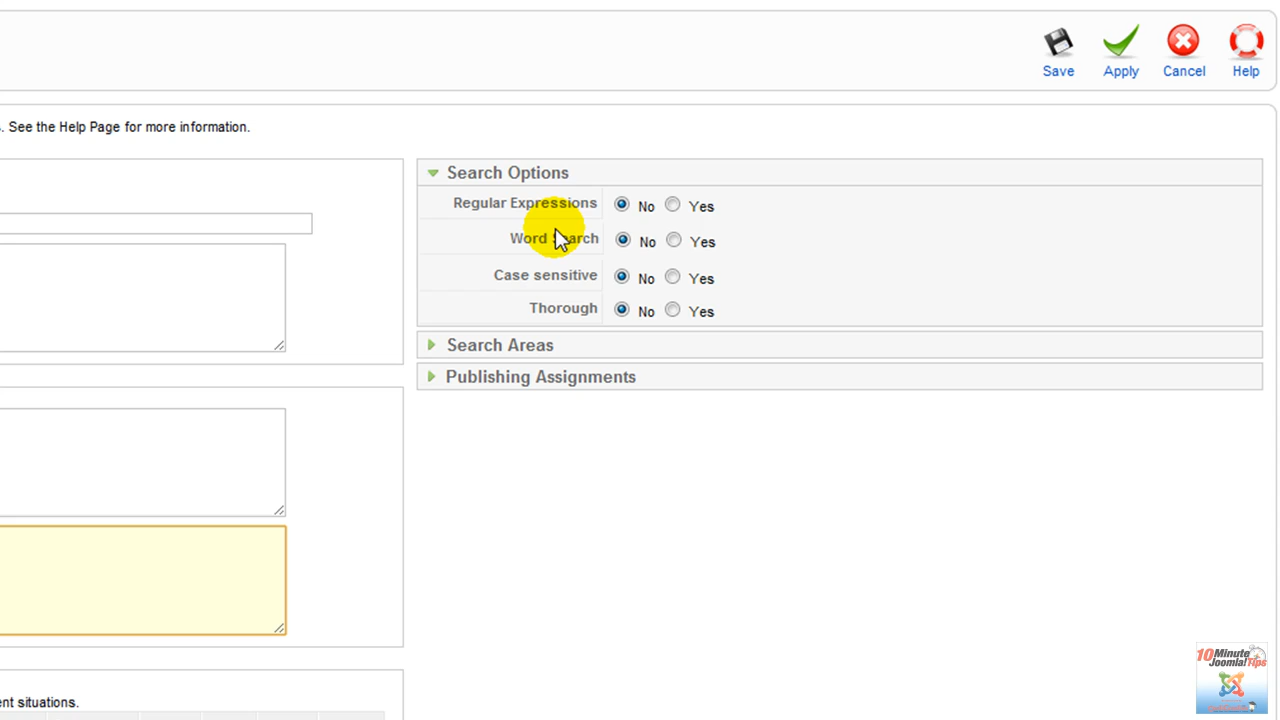 Save Apply Cancel Help
. See the Help Page for more information.
Search Options
Regular Expressions No Yes
Word Search No Yes
Case sensitive No Yes
Thorough No Yes
Search Areas
Publishing Assignments
10 Minute
Joomla! Tips
nt situations.